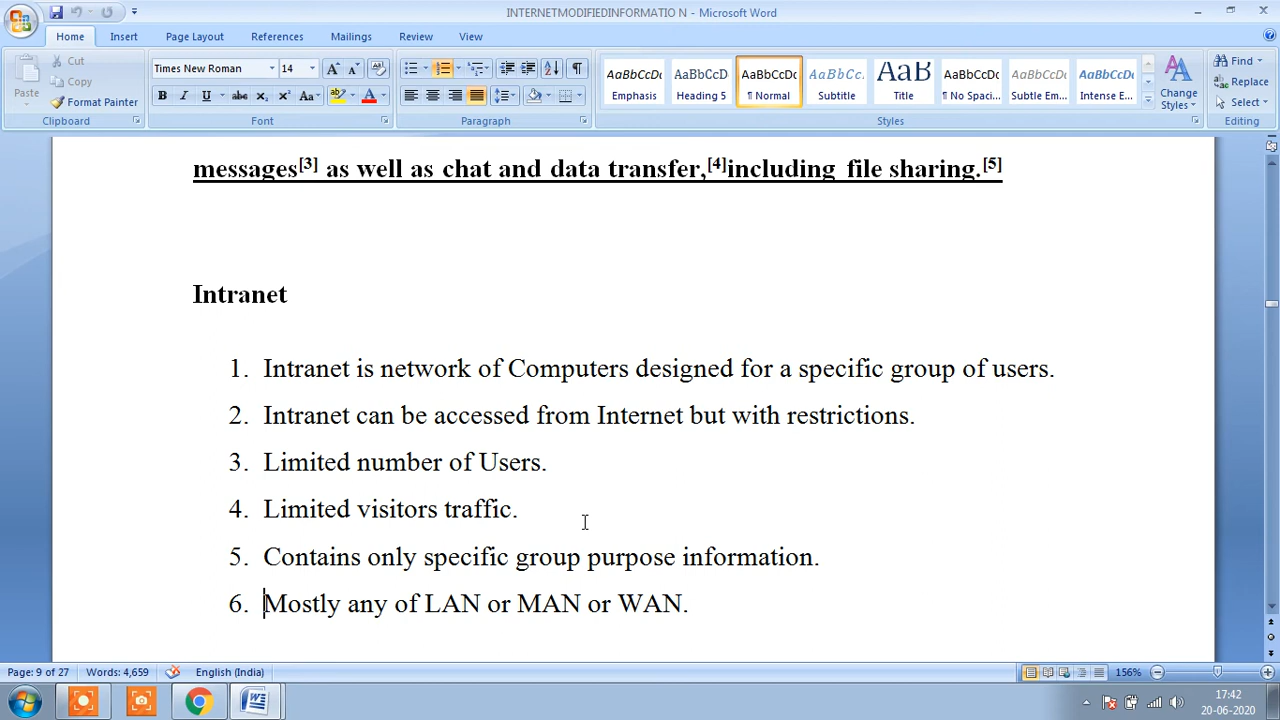 INTERNETMODIFIEDINFORMATIO N - Microsoft Word
Home Insert Page Layout References Mailings Review View
Paste
Cut
Copy
Format Painter
Clipboard
Times New Roman 14
B I U abc X₂ X² Aa
Font
Paragraph
AaBbCcDc AaBbCcD AaBbCcDc AaBbCc. AaB AaBbCcDc AaBbCcDc AaBbCcDc
Emphasis Heading 5 ¶ Normal Subtitle Title ¶ No Spaci... Subtle Em... Intense E...
Change Styles
Styles
Find
Replace
Select
Editing
messages[3] as well as chat and data transfer,[4]including file sharing.[5]
Intranet
1. Intranet is network of Computers designed for a specific group of users.
2. Intranet can be accessed from Internet but with restrictions.
3. Limited number of Users.
4. Limited visitors traffic.
5. Contains only specific group purpose information.
6. Mostly any of LAN or MAN or WAN.
Page: 9 of 27 Words: 4,659 English (India) 156%
17:42
20-06-2020